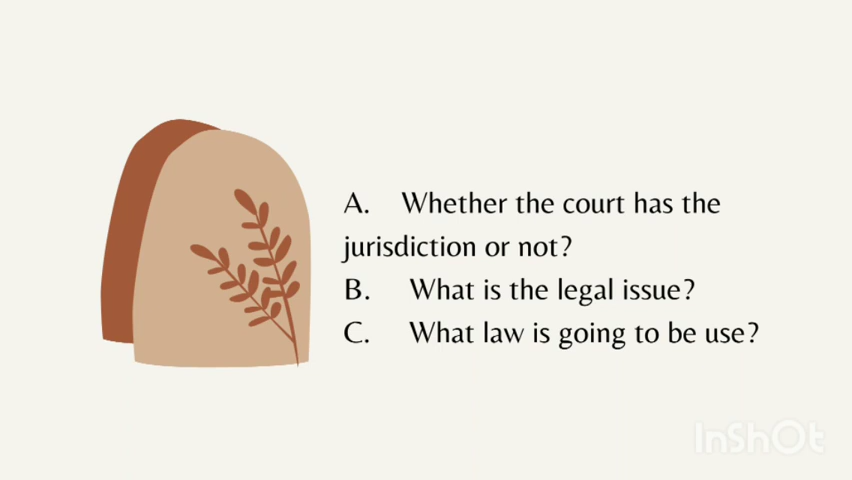 A. Whether the court has the
jurisdiction or not?
B. What is the legal issue?
C. What law is going to be use?
InShOt